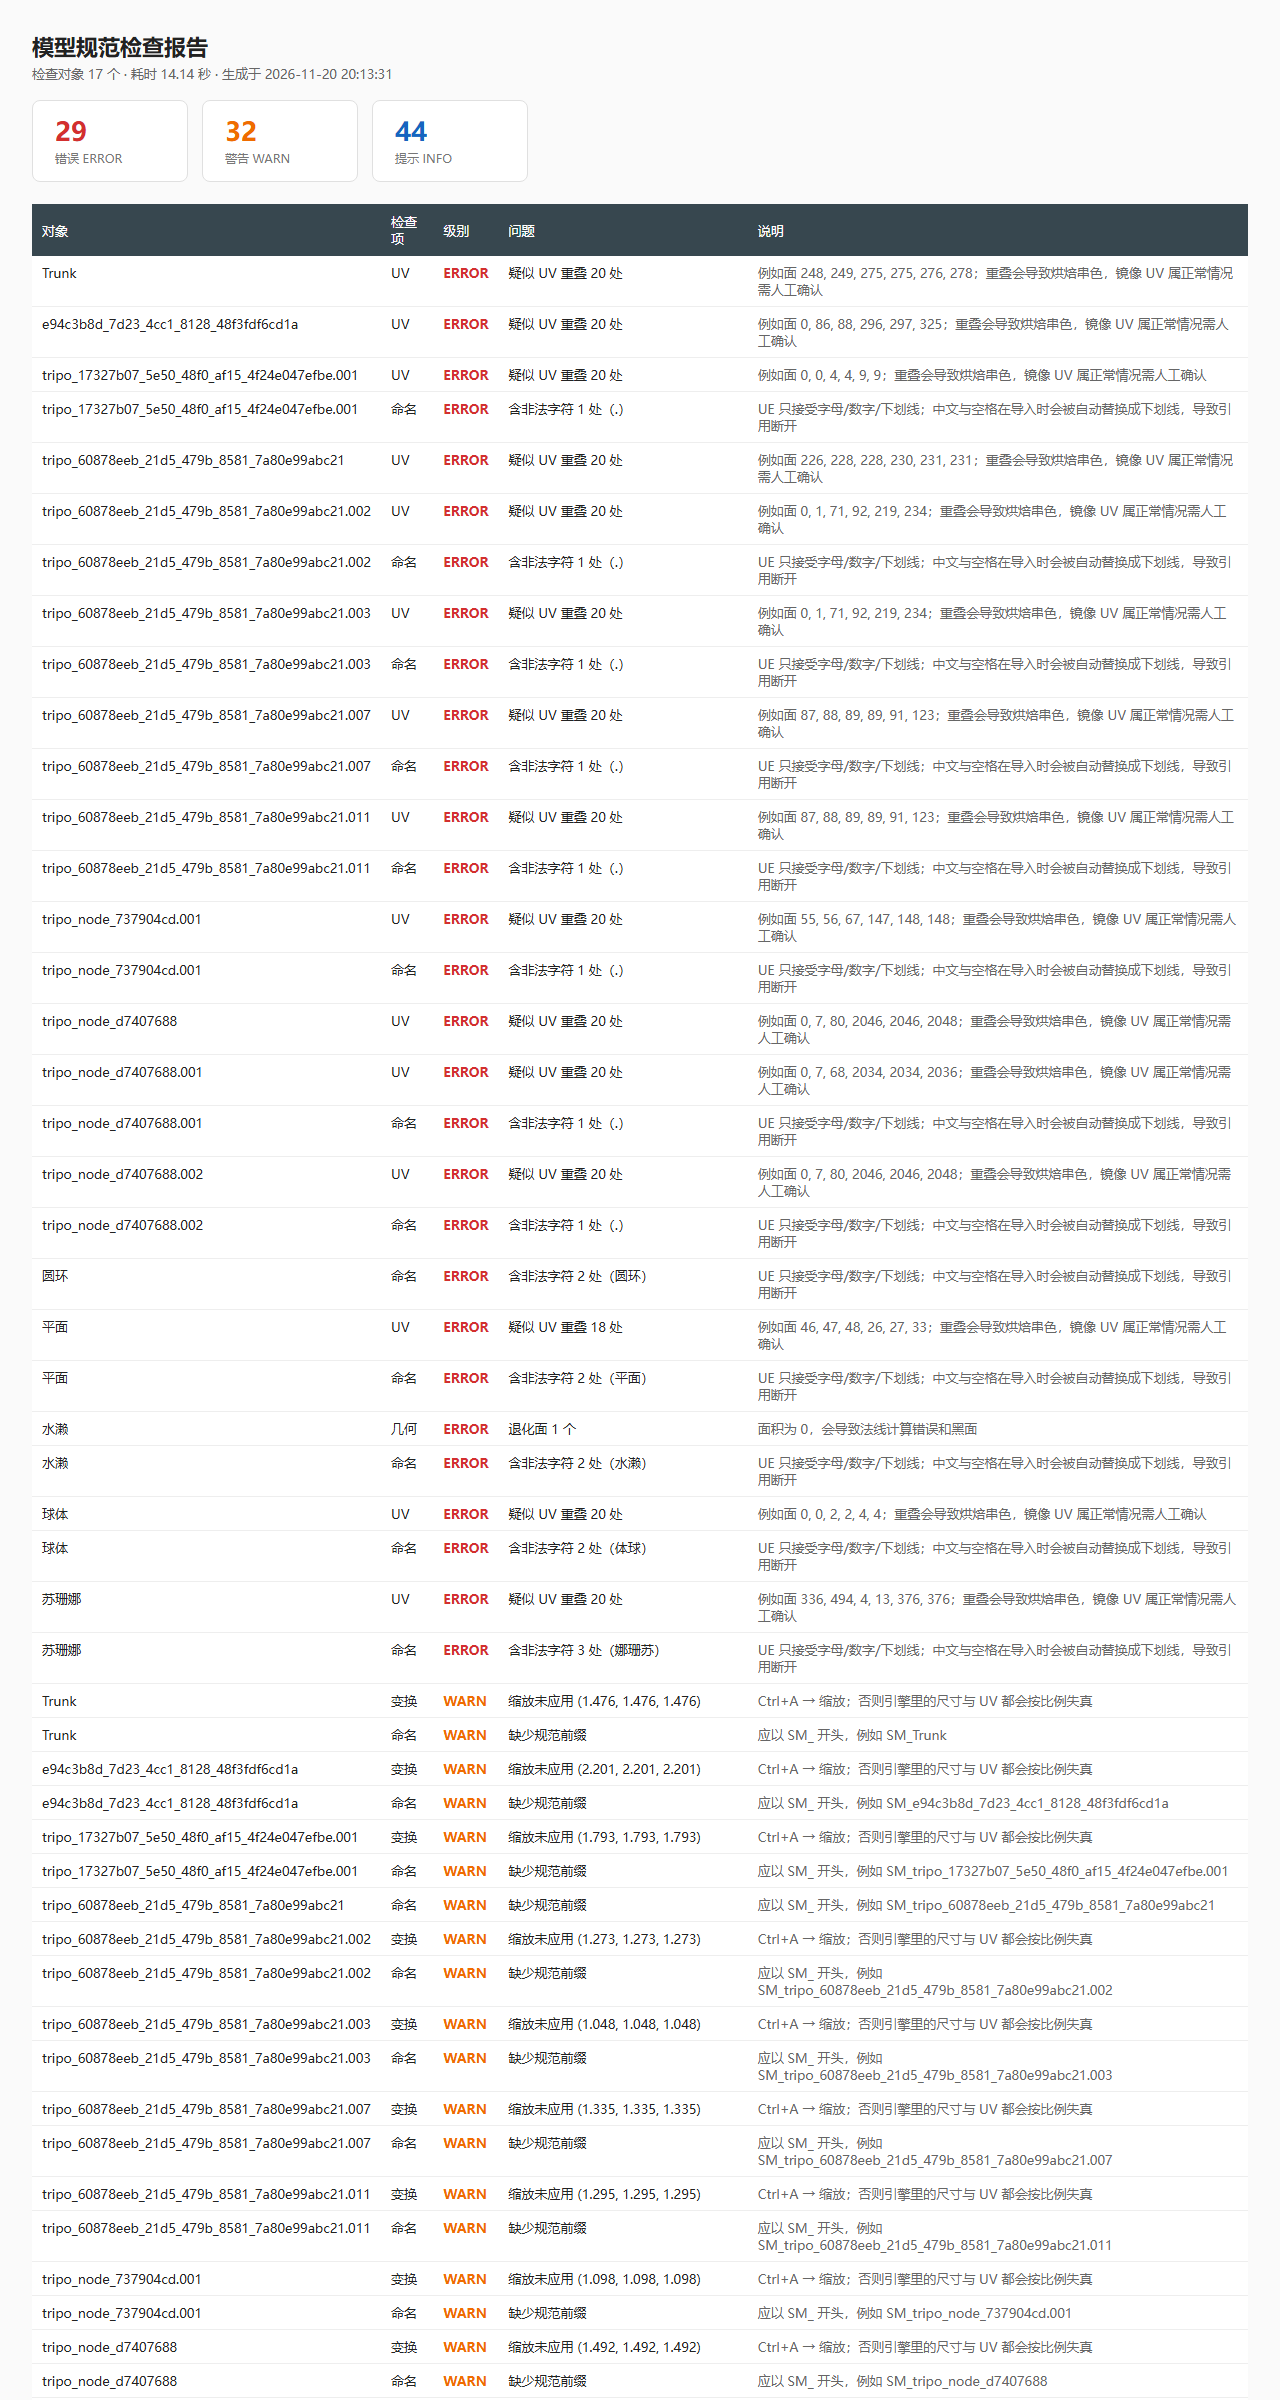 模型规范检查报告
检查对象 17 个 · 耗时 14.14 秒 · 生成于 2026-11-20 20:13:31
29
错误 ERROR
32
警告 WARN
44
提示 INFO
对象 检查项 级别 问题 说明
Trunk UV ERROR 疑似 UV 重叠 20 处 例如面 248, 249, 275, 275, 276, 278；重叠会导致烘焙串色，镜像 UV 属正常情况
需人工确认
e94c3b8d_7d23_4cc1_8128_48f3fdf6cd1a UV ERROR 疑似 UV 重叠 20 处 例如面 0, 86, 88, 296, 297, 325；重叠会导致烘焙串色，镜像 UV 属正常情况需人
工确认
tripo_17327b07_5e50_48f0_af15_4f24e047efbe.001 UV ERROR 疑似 UV 重叠 20 处 例如面 0, 0, 4, 4, 9, 9；重叠会导致烘焙串色，镜像 UV 属正常情况需人工确认
tripo_17327b07_5e50_48f0_af15_4f24e047efbe.001 命名 ERROR 含非法字符 1 处（.） UE 只接受字母/数字/下划线；中文与空格在导入时会被自动替换成下划线，导致引
用断开
tripo_60878eeb_21d5_479b_8581_7a80e99abc21 UV ERROR 疑似 UV 重叠 20 处 例如面 226, 228, 228, 230, 231, 231；重叠会导致烘焙串色，镜像 UV 属正常情况
需人工确认
tripo_60878eeb_21d5_479b_8581_7a80e99abc21.002 UV ERROR 疑似 UV 重叠 20 处 例如面 0, 1, 71, 92, 219, 234；重叠会导致烘焙串色，镜像 UV 属正常情况需人工
确认
tripo_60878eeb_21d5_479b_8581_7a80e99abc21.002 命名 ERROR 含非法字符 1 处（.） UE 只接受字母/数字/下划线；中文与空格在导入时会被自动替换成下划线，导致引
用断开
tripo_60878eeb_21d5_479b_8581_7a80e99abc21.003 UV ERROR 疑似 UV 重叠 20 处 例如面 0, 1, 71, 92, 219, 234；重叠会导致烘焙串色，镜像 UV 属正常情况需人工
确认
tripo_60878eeb_21d5_479b_8581_7a80e99abc21.003 命名 ERROR 含非法字符 1 处（.） UE 只接受字母/数字/下划线；中文与空格在导入时会被自动替换成下划线，导致引
用断开
tripo_60878eeb_21d5_479b_8581_7a80e99abc21.007 UV ERROR 疑似 UV 重叠 20 处 例如面 87, 88, 89, 89, 91, 123；重叠会导致烘焙串色，镜像 UV 属正常情况需人工
确认
tripo_60878eeb_21d5_479b_8581_7a80e99abc21.007 命名 ERROR 含非法字符 1 处（.） UE 只接受字母/数字/下划线；中文与空格在导入时会被自动替换成下划线，导致引
用断开
tripo_60878eeb_21d5_479b_8581_7a80e99abc21.011 UV ERROR 疑似 UV 重叠 20 处 例如面 87, 88, 89, 89, 91, 123；重叠会导致烘焙串色，镜像 UV 属正常情况需人工
确认
tripo_60878eeb_21d5_479b_8581_7a80e99abc21.011 命名 ERROR 含非法字符 1 处（.） UE 只接受字母/数字/下划线；中文与空格在导入时会被自动替换成下划线，导致引
用断开
tripo_node_737904cd.001 UV ERROR 疑似 UV 重叠 20 处 例如面 55, 56, 67, 147, 148, 148；重叠会导致烘焙串色，镜像 UV 属正常情况需人
工确认
tripo_node_737904cd.001 命名 ERROR 含非法字符 1 处（.） UE 只接受字母/数字/下划线；中文与空格在导入时会被自动替换成下划线，导致引
用断开
tripo_node_d7407688 UV ERROR 疑似 UV 重叠 20 处 例如面 0, 7, 80, 2046, 2046, 2048；重叠会导致烘焙串色，镜像 UV 属正常情况需
人工确认
tripo_node_d7407688.001 UV ERROR 疑似 UV 重叠 20 处 例如面 0, 7, 68, 2034, 2034, 2036；重叠会导致烘焙串色，镜像 UV 属正常情况需
人工确认
tripo_node_d7407688.001 命名 ERROR 含非法字符 1 处（.） UE 只接受字母/数字/下划线；中文与空格在导入时会被自动替换成下划线，导致引
用断开
tripo_node_d7407688.002 UV ERROR 疑似 UV 重叠 20 处 例如面 0, 7, 80, 2046, 2046, 2048；重叠会导致烘焙串色，镜像 UV 属正常情况需
人工确认
tripo_node_d7407688.002 命名 ERROR 含非法字符 1 处（.） UE 只接受字母/数字/下划线；中文与空格在导入时会被自动替换成下划线，导致引
用断开
圆环 命名 ERROR 含非法字符 2 处（圆环） UE 只接受字母/数字/下划线；中文与空格在导入时会被自动替换成下划线，导致引
用断开
平面 UV ERROR 疑似 UV 重叠 18 处 例如面 46, 47, 48, 26, 27, 33；重叠会导致烘焙串色，镜像 UV 属正常情况需人工
确认
平面 命名 ERROR 含非法字符 2 处（平面） UE 只接受字母/数字/下划线；中文与空格在导入时会被自动替换成下划线，导致引
用断开
水濑 几何 ERROR 退化面 1 个 面积为 0，会导致法线计算错误和黑面
水濑 命名 ERROR 含非法字符 2 处（水濑） UE 只接受字母/数字/下划线；中文与空格在导入时会被自动替换成下划线，导致引
用断开
球体 UV ERROR 疑似 UV 重叠 20 处 例如面 0, 0, 2, 2, 4, 4；重叠会导致烘焙串色，镜像 UV 属正常情况需人工确认
球体 命名 ERROR 含非法字符 2 处（体球） UE 只接受字母/数字/下划线；中文与空格在导入时会被自动替换成下划线，导致引
用断开
苏珊娜 UV ERROR 疑似 UV 重叠 20 处 例如面 336, 494, 4, 13, 376, 376；重叠会导致烘焙串色，镜像 UV 属正常情况需人
工确认
苏珊娜 命名 ERROR 含非法字符 3 处（娜珊苏） UE 只接受字母/数字/下划线；中文与空格在导入时会被自动替换成下划线，导致引
用断开
Trunk 变换 WARN 缩放未应用 (1.476, 1.476, 1.476) Ctrl+A → 缩放；否则引擎里的尺寸与 UV 都会按比例失真
Trunk 命名 WARN 缺少规范前缀 应以 SM_ 开头，例如 SM_Trunk
e94c3b8d_7d23_4cc1_8128_48f3fdf6cd1a 变换 WARN 缩放未应用 (2.201, 2.201, 2.201) Ctrl+A → 缩放；否则引擎里的尺寸与 UV 都会按比例失真
e94c3b8d_7d23_4cc1_8128_48f3fdf6cd1a 命名 WARN 缺少规范前缀 应以 SM_ 开头，例如 SM_e94c3b8d_7d23_4cc1_8128_48f3fdf6cd1a
tripo_17327b07_5e50_48f0_af15_4f24e047efbe.001 变换 WARN 缩放未应用 (1.793, 1.793, 1.793) Ctrl+A → 缩放；否则引擎里的尺寸与 UV 都会按比例失真
tripo_17327b07_5e50_48f0_af15_4f24e047efbe.001 命名 WARN 缺少规范前缀 应以 SM_ 开头，例如 SM_tripo_17327b07_5e50_48f0_af15_4f24e047efbe.001
tripo_60878eeb_21d5_479b_8581_7a80e99abc21 命名 WARN 缺少规范前缀 应以 SM_ 开头，例如 SM_tripo_60878eeb_21d5_479b_8581_7a80e99abc21
tripo_60878eeb_21d5_479b_8581_7a80e99abc21.002 变换 WARN 缩放未应用 (1.273, 1.273, 1.273) Ctrl+A → 缩放；否则引擎里的尺寸与 UV 都会按比例失真
tripo_60878eeb_21d5_479b_8581_7a80e99abc21.002 命名 WARN 缺少规范前缀 应以 SM_ 开头，例如
SM_tripo_60878eeb_21d5_479b_8581_7a80e99abc21.002
tripo_60878eeb_21d5_479b_8581_7a80e99abc21.003 变换 WARN 缩放未应用 (1.048, 1.048, 1.048) Ctrl+A → 缩放；否则引擎里的尺寸与 UV 都会按比例失真
tripo_60878eeb_21d5_479b_8581_7a80e99abc21.003 命名 WARN 缺少规范前缀 应以 SM_ 开头，例如
SM_tripo_60878eeb_21d5_479b_8581_7a80e99abc21.003
tripo_60878eeb_21d5_479b_8581_7a80e99abc21.007 变换 WARN 缩放未应用 (1.335, 1.335, 1.335) Ctrl+A → 缩放；否则引擎里的尺寸与 UV 都会按比例失真
tripo_60878eeb_21d5_479b_8581_7a80e99abc21.007 命名 WARN 缺少规范前缀 应以 SM_ 开头，例如
SM_tripo_60878eeb_21d5_479b_8581_7a80e99abc21.007
tripo_60878eeb_21d5_479b_8581_7a80e99abc21.011 变换 WARN 缩放未应用 (1.295, 1.295, 1.295) Ctrl+A → 缩放；否则引擎里的尺寸与 UV 都会按比例失真
tripo_60878eeb_21d5_479b_8581_7a80e99abc21.011 命名 WARN 缺少规范前缀 应以 SM_ 开头，例如
SM_tripo_60878eeb_21d5_479b_8581_7a80e99abc21.011
tripo_node_737904cd.001 变换 WARN 缩放未应用 (1.098, 1.098, 1.098) Ctrl+A → 缩放；否则引擎里的尺寸与 UV 都会按比例失真
tripo_node_737904cd.001 命名 WARN 缺少规范前缀 应以 SM_ 开头，例如 SM_tripo_node_737904cd.001
tripo_node_d7407688 变换 WARN 缩放未应用 (1.492, 1.492, 1.492) Ctrl+A → 缩放；否则引擎里的尺寸与 UV 都会按比例失真
tripo_node_d7407688 命名 WARN 缺少规范前缀 应以 SM_ 开头，例如 SM_tripo_node_d7407688